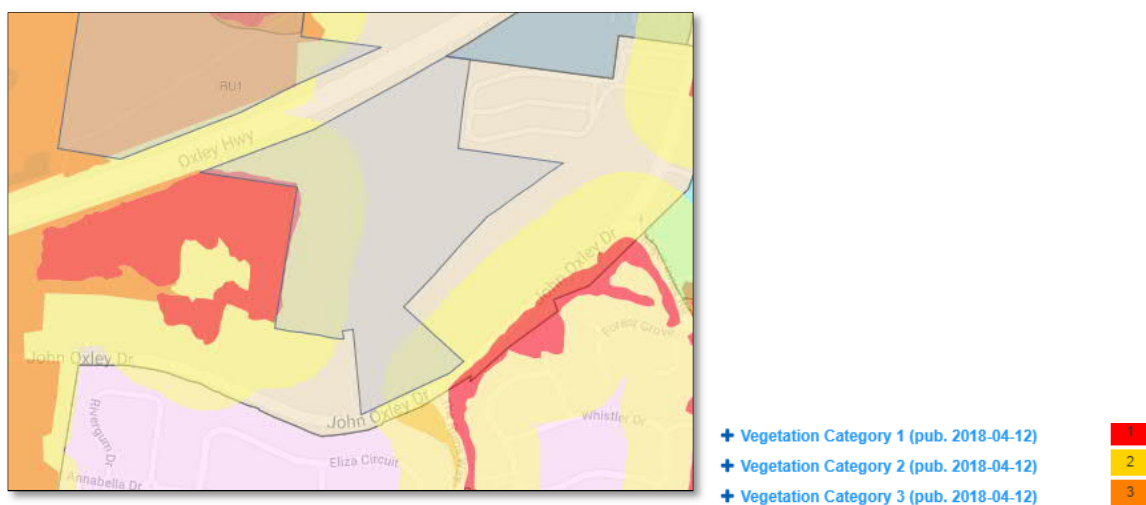 RU1
Oxley Hwy
John Oxley Dr
John Oxley Dr
John Oxley Dr
Forest Grove
Whistler Dr
Rivergum Dr
Eliza Circuit
Annabella Dr
+ Vegetation Category 1 (pub. 2018-04-12) 1
+ Vegetation Category 2 (pub. 2018-04-12) 2
+ Vegetation Category 3 (pub. 2018-04-12) 3